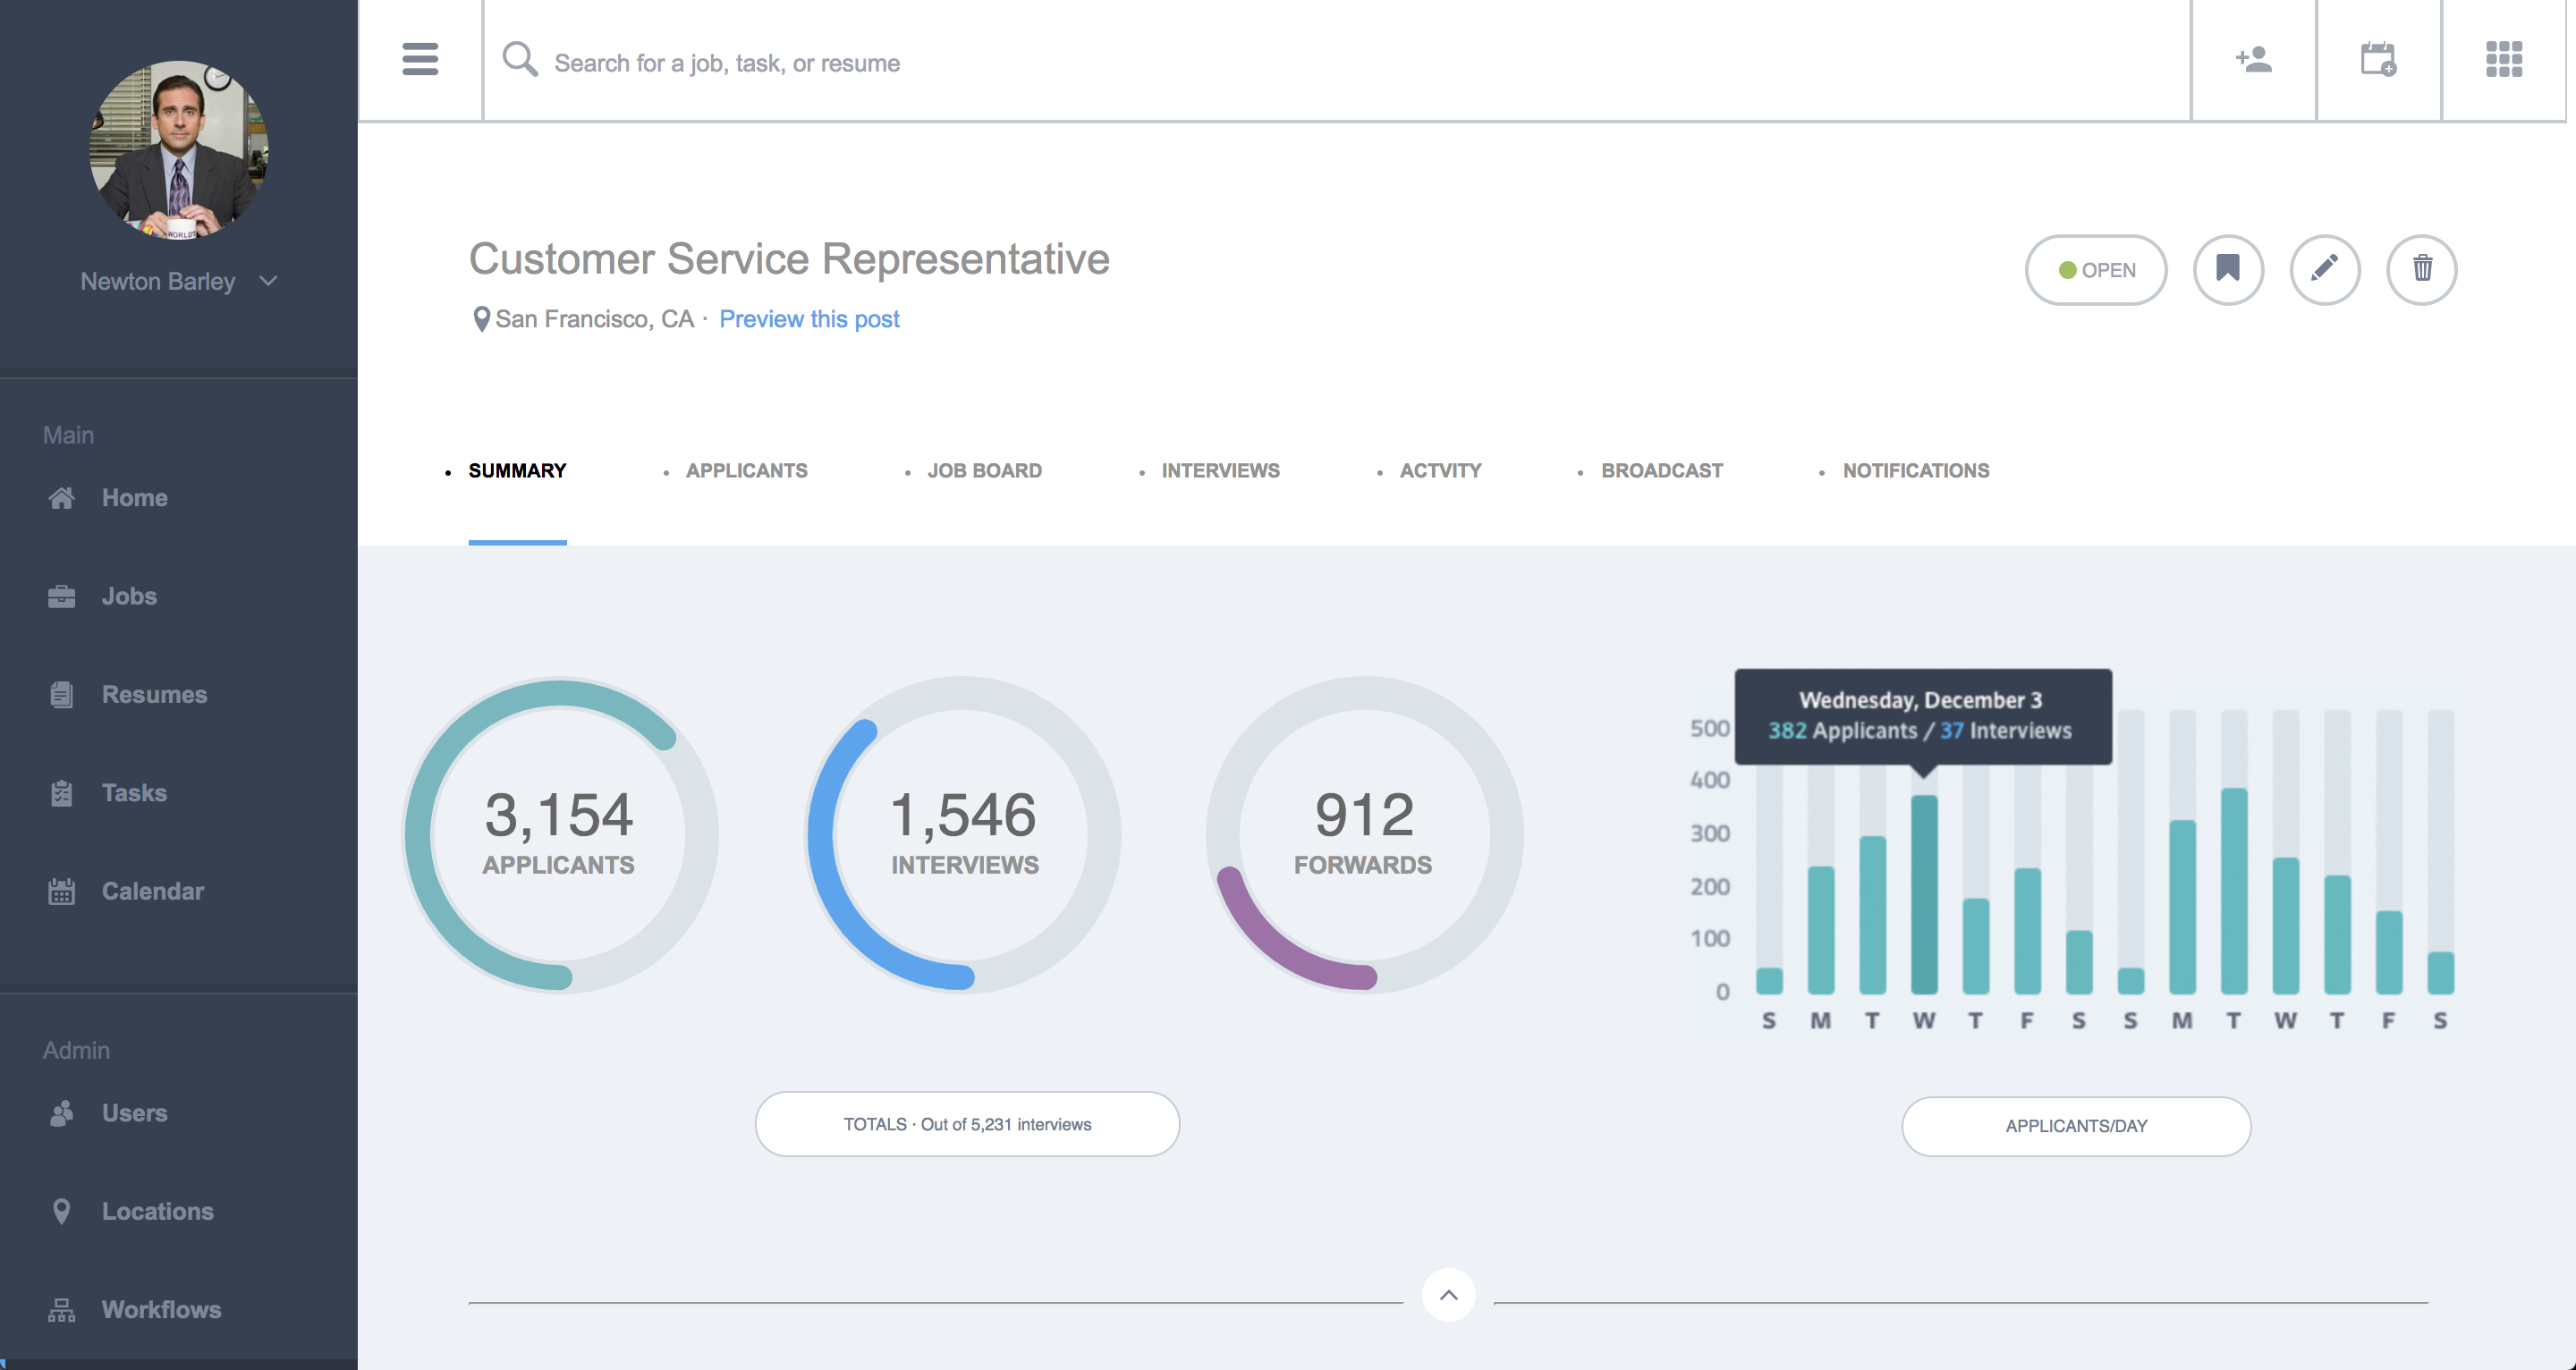 Search for a job, task, or resume
WORLD'S
Newton Barley
Main
Home
Jobs
Resumes
Tasks
Calendar
Admin
Users
Locations
Workflows
Customer Service Representative
San Francisco, CA · Preview this post
OPEN
• SUMMARY • APPLICANTS • JOB BOARD • INTERVIEWS • ACTVITY • BROADCAST • NOTIFICATIONS
3,154
APPLICANTS
1,546
INTERVIEWS
912
FORWARDS
TOTALS · Out of 5,231 interviews
Wednesday, December 3
382 Applicants / 37 Interviews
500
400
300
200
100
0
S M T W T F S S M T W T F S
APPLICANTS/DAY